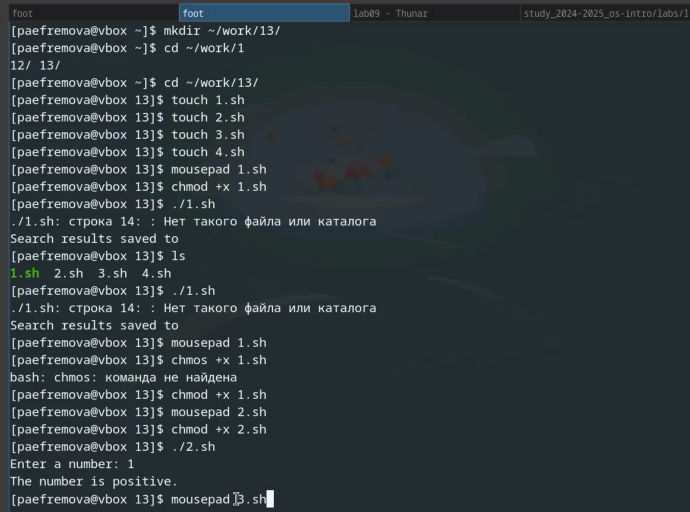 foot
foot
lab09 - Thunar
study_2024-2025_os-intro/labs/1
[paefremova@vbox ~]$ mkdir ~/work/13/
[paefremova@vbox ~]$ cd ~/work/1
12/ 13/
[paefremova@vbox ~]$ cd ~/work/13/
[paefremova@vbox 13]$ touch 1.sh
[paefremova@vbox 13]$ touch 2.sh
[paefremova@vbox 13]$ touch 3.sh
[paefremova@vbox 13]$ touch 4.sh
[paefremova@vbox 13]$ mousepad 1.sh
[paefremova@vbox 13]$ chmod +x 1.sh
[paefremova@vbox 13]$ ./1.sh
./1.sh: строка 14: : Нет такого файла или каталога
Search results saved to
[paefremova@vbox 13]$ ls
1.sh  2.sh  3.sh  4.sh
[paefremova@vbox 13]$ ./1.sh
./1.sh: строка 14: : Нет такого файла или каталога
Search results saved to
[paefremova@vbox 13]$ mousepad 1.sh
[paefremova@vbox 13]$ chmos +x 1.sh
bash: chmos: команда не найдена
[paefremova@vbox 13]$ chmod +x 1.sh
[paefremova@vbox 13]$ mousepad 2.sh
[paefremova@vbox 13]$ chmod +x 2.sh
[paefremova@vbox 13]$ ./2.sh
Enter a number: 1
The number is positive.
[paefremova@vbox 13]$ mousepad 3.sh